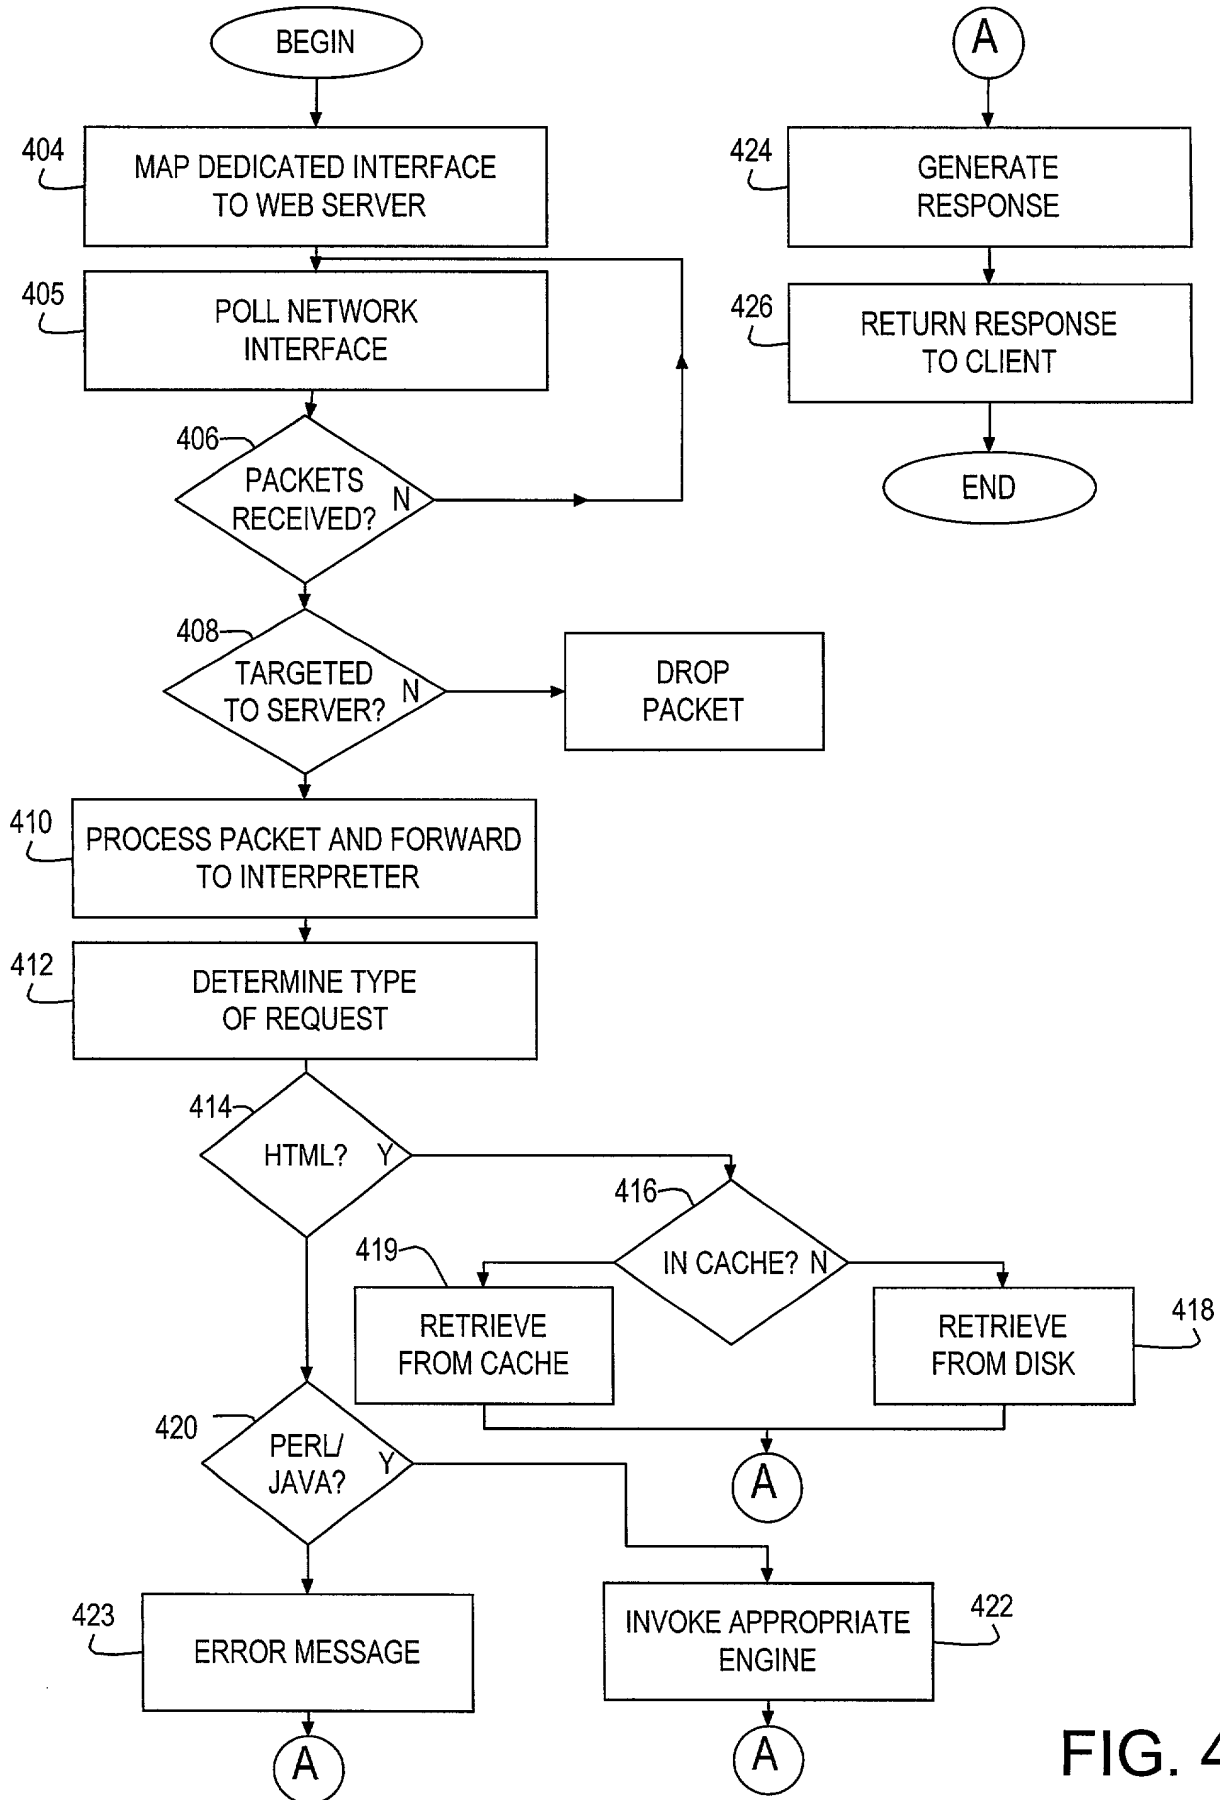 BEGIN
404
MAP DEDICATED INTERFACE
TO WEB SERVER
405
POLL NETWORK
INTERFACE
406
PACKETS
RECEIVED?
N
408
TARGETED
TO SERVER?
N
DROP
PACKET
410
PROCESS PACKET AND FORWARD
TO INTERPRETER
412
DETERMINE TYPE
OF REQUEST
414
HTML?
Y
416
IN CACHE?
N
419
RETRIEVE
FROM CACHE
418
RETRIEVE
FROM DISK
A
420
PERL/
JAVA?
Y
423
ERROR MESSAGE
A
422
INVOKE APPROPRIATE
ENGINE
A
A
424
GENERATE
RESPONSE
426
RETURN RESPONSE
TO CLIENT
END
FIG. 4